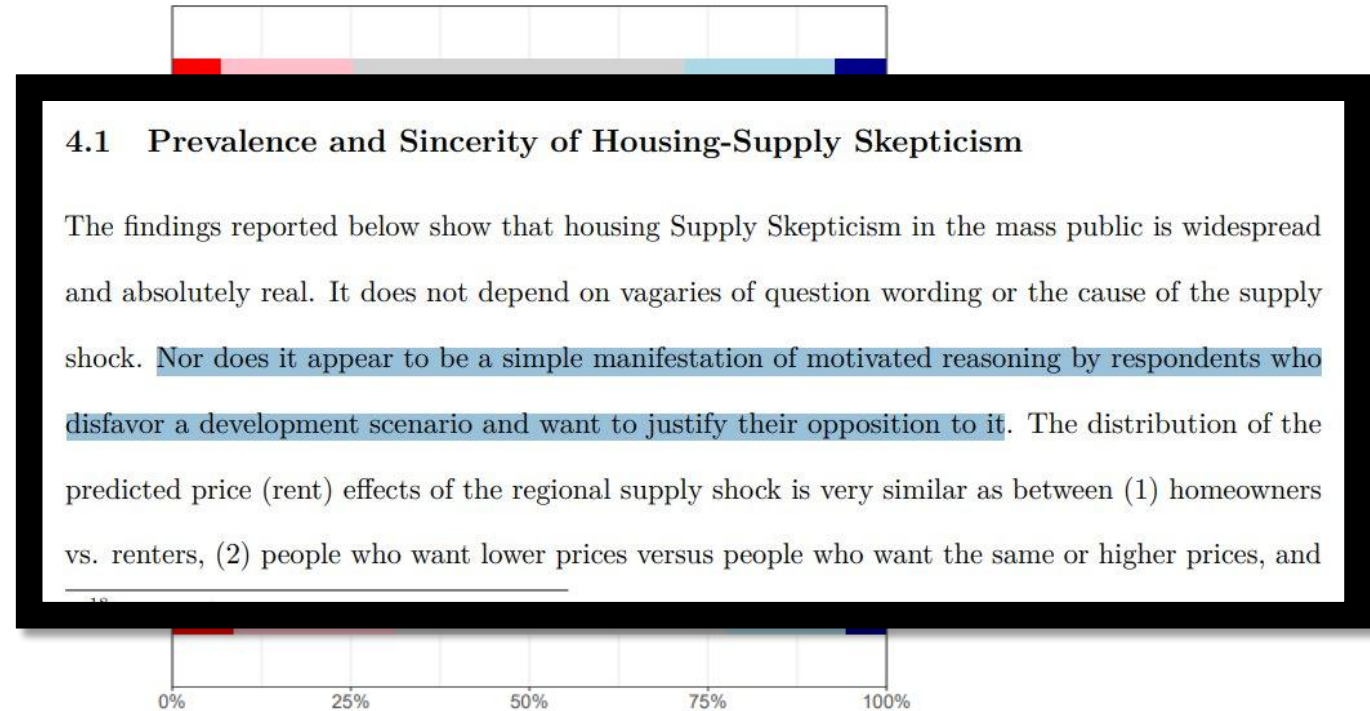 4.1 Prevalence and Sincerity of Housing-Supply Skepticism
The findings reported below show that housing Supply Skepticism in the mass public is widespread
and absolutely real. It does not depend on vagaries of question wording or the cause of the supply
shock. Nor does it appear to be a simple manifestation of motivated reasoning by respondents who
disfavor a development scenario and want to justify their opposition to it. The distribution of the
predicted price (rent) effects of the regional supply shock is very similar as between (1) homeowners
vs. renters, (2) people who want lower prices versus people who want the same or higher prices, and
0% 25% 50% 75% 100%